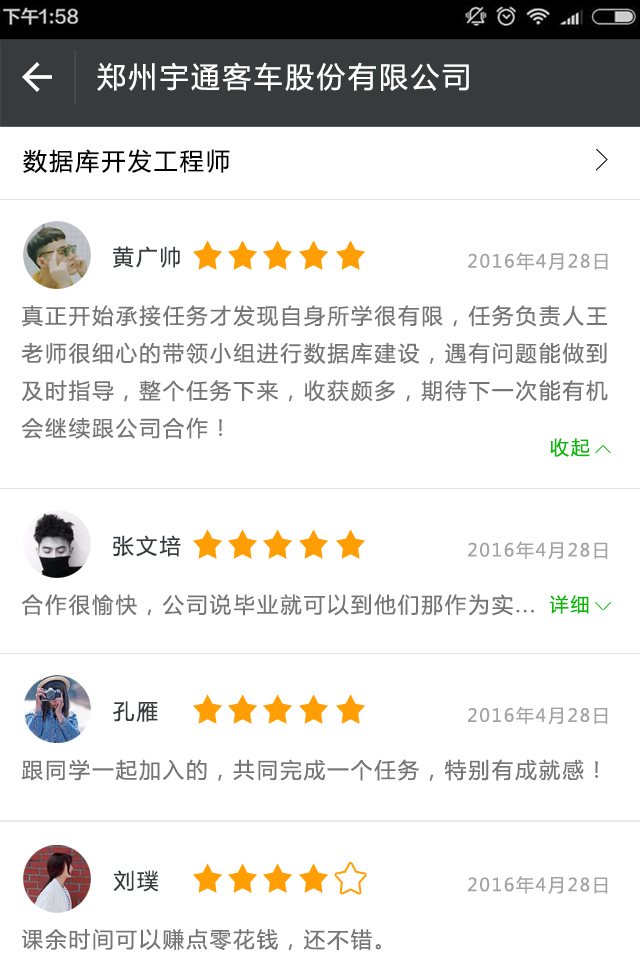 下午1:58
郑州宇通客车股份有限公司
数据库开发工程师
黄广帅
2016年4月28日
真正开始承接任务才发现自身所学很有限，任务负责人王
老师很细心的带领小组进行数据库建设，遇有问题能做到
及时指导，整个任务下来，收获颇多，期待下一次能有机
会继续跟公司合作！
收起
张文培
2016年4月28日
合作很愉快，公司说毕业就可以到他们那作为实...
详细
孔雁
2016年4月28日
跟同学一起加入的，共同完成一个任务，特别有成就感！
刘璞
2016年4月28日
课余时间可以赚点零花钱，还不错。